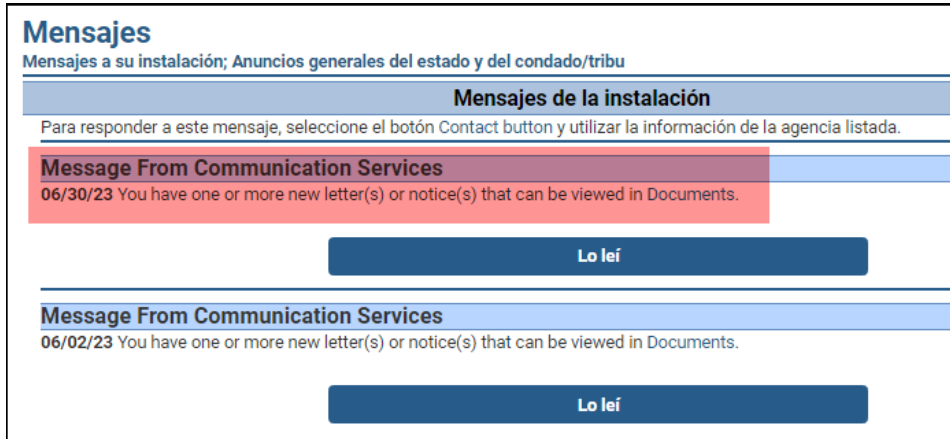 Mensajes
Mensajes a su instalación; Anuncios generales del estado y del condado/tribu
Mensajes de la instalación
Para responder a este mensaje, seleccione el botón Contact button y utilizar la información de la agencia listada.
Message From Communication Services
06/30/23 You have one or more new letter(s) or notice(s) that can be viewed in Documents.
Lo leí
Message From Communication Services
06/02/23 You have one or more new letter(s) or notice(s) that can be viewed in Documents.
Lo leí